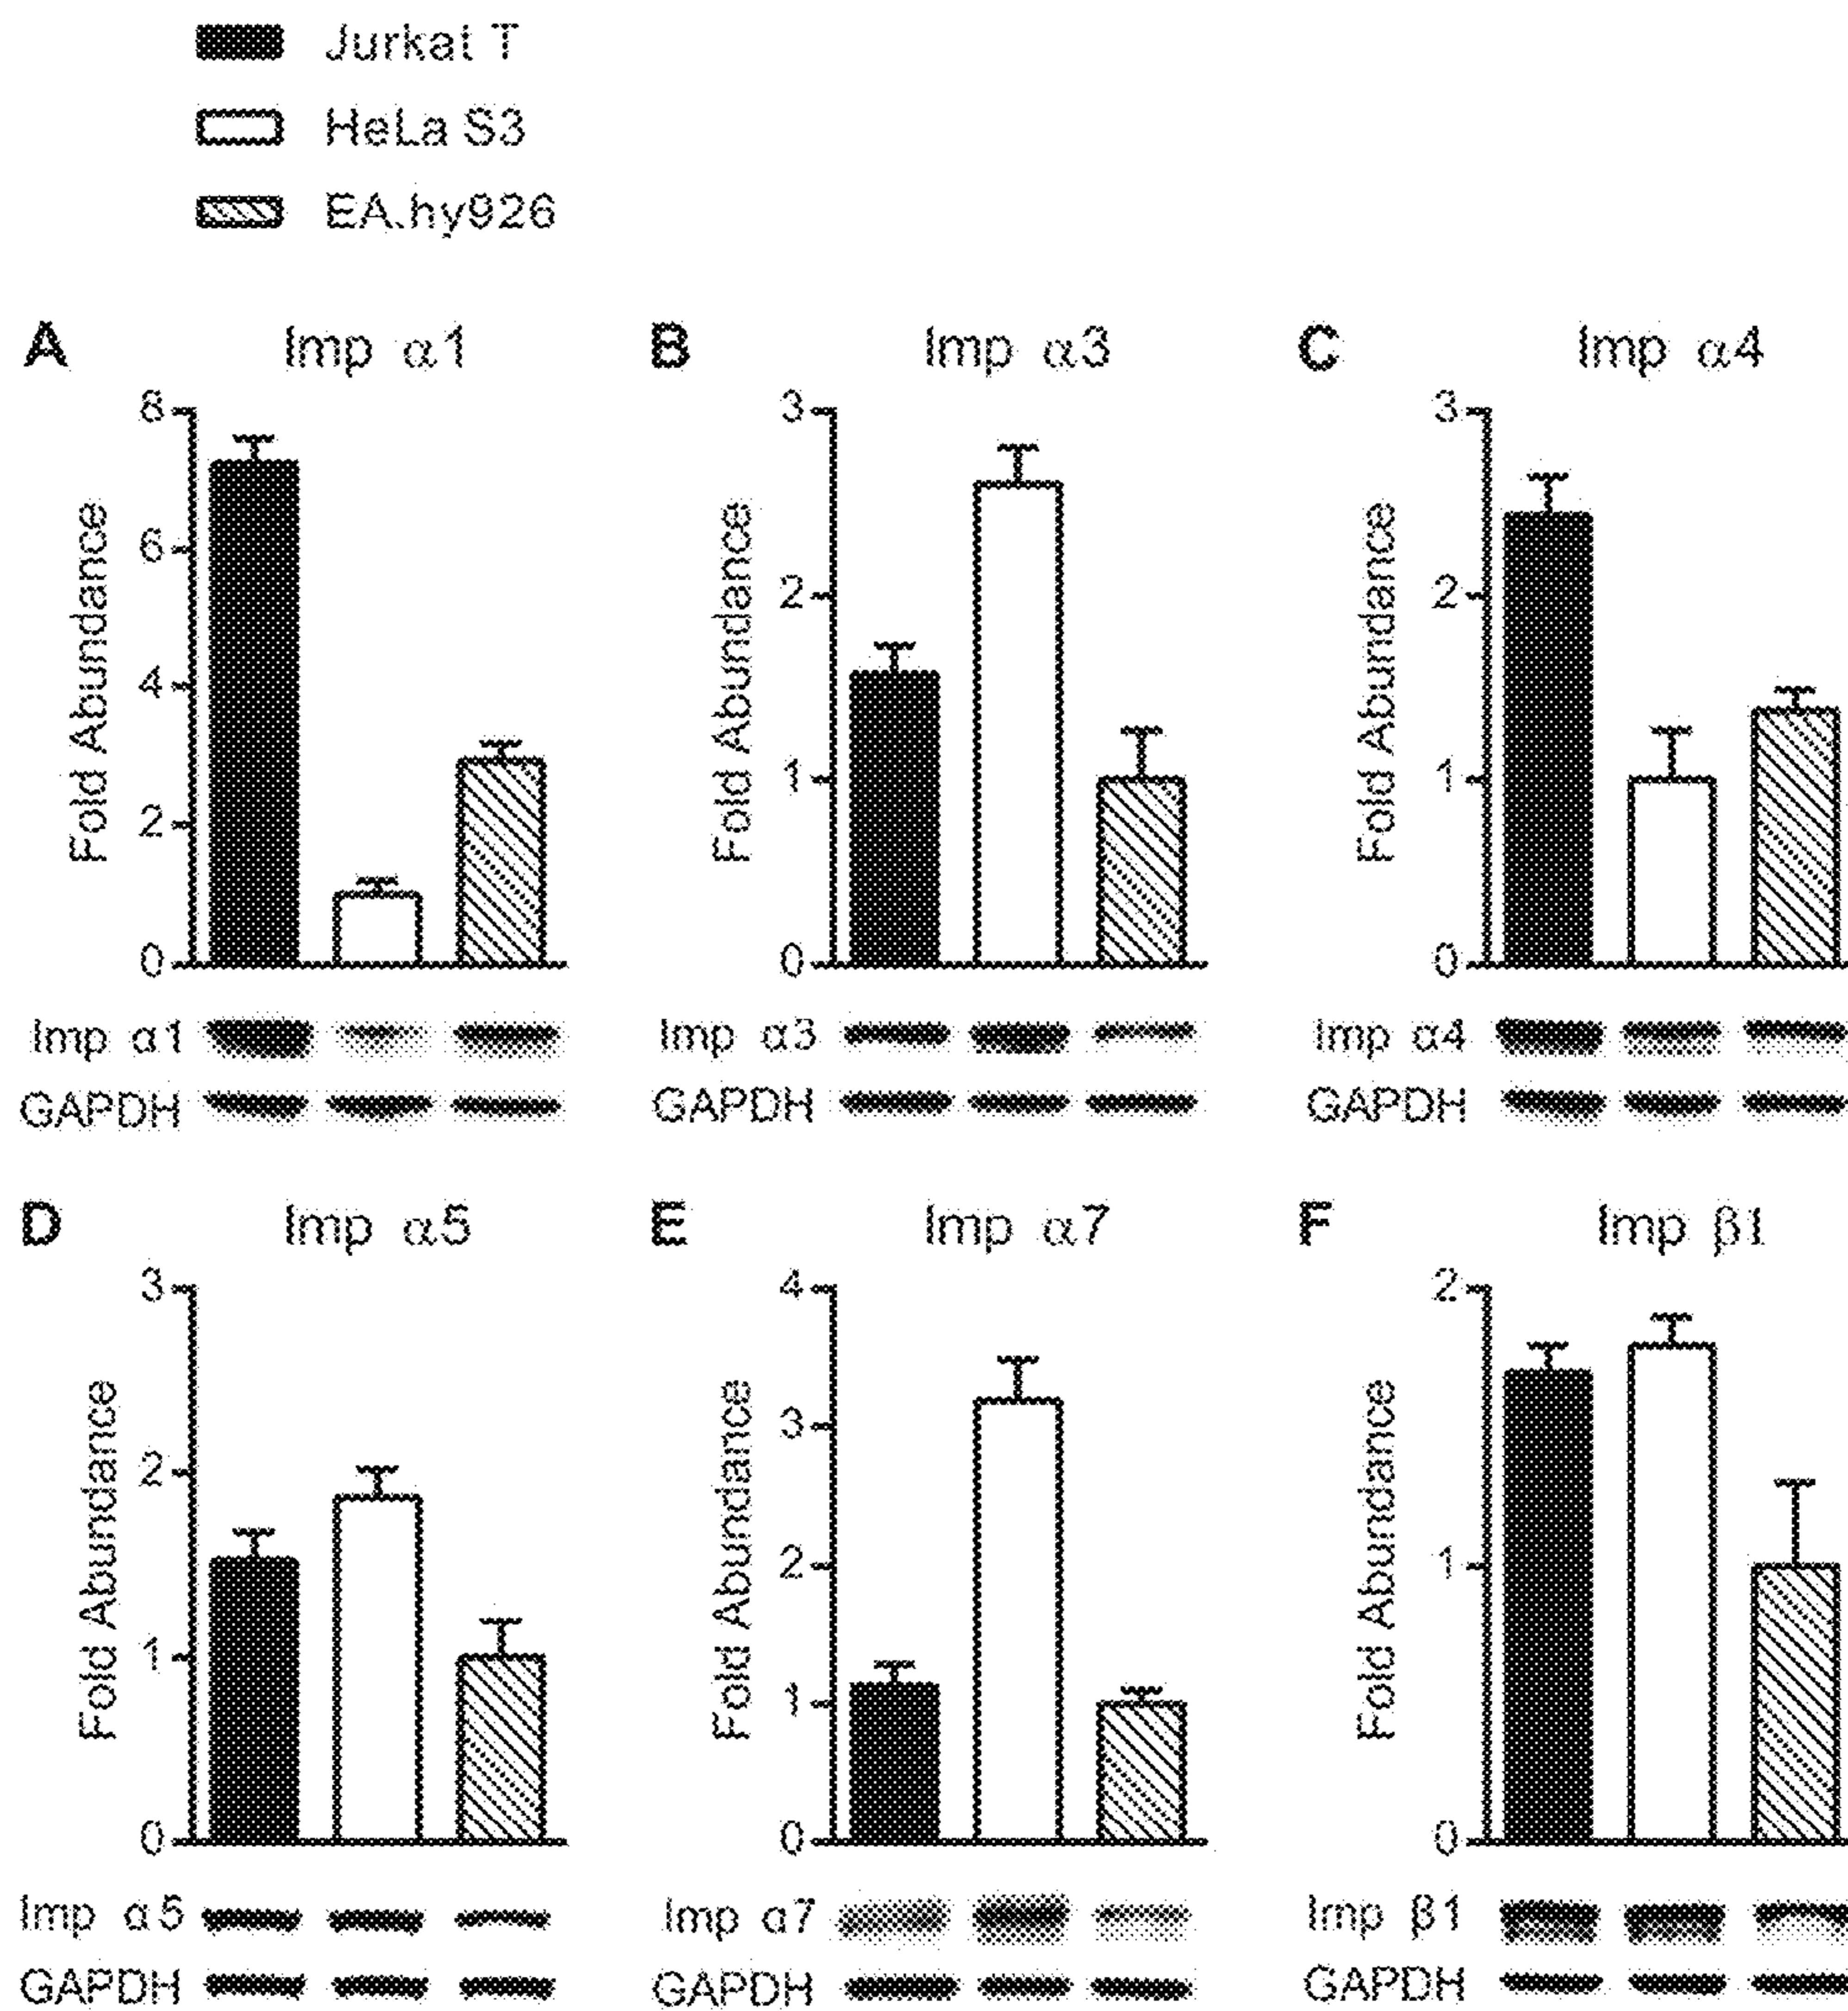 Jurkat T
HeLa S3
EA.hy926
A Imp α1
8
6
4
2
0
Fold Abundance
Imp α1
GAPDH
B Imp α3
3
2
1
0
Fold Abundance
Imp α3
GAPDH
C Imp α4
3
2
1
0
Fold Abundance
Imp α4
GAPDH
D Imp α5
3
2
1
0
Fold Abundance
Imp α5
GAPDH
E Imp α7
4
3
2
1
0
Fold Abundance
Imp α7
GAPDH
F Imp β1
2
1
0
Fold Abundance
Imp β1
GAPDH